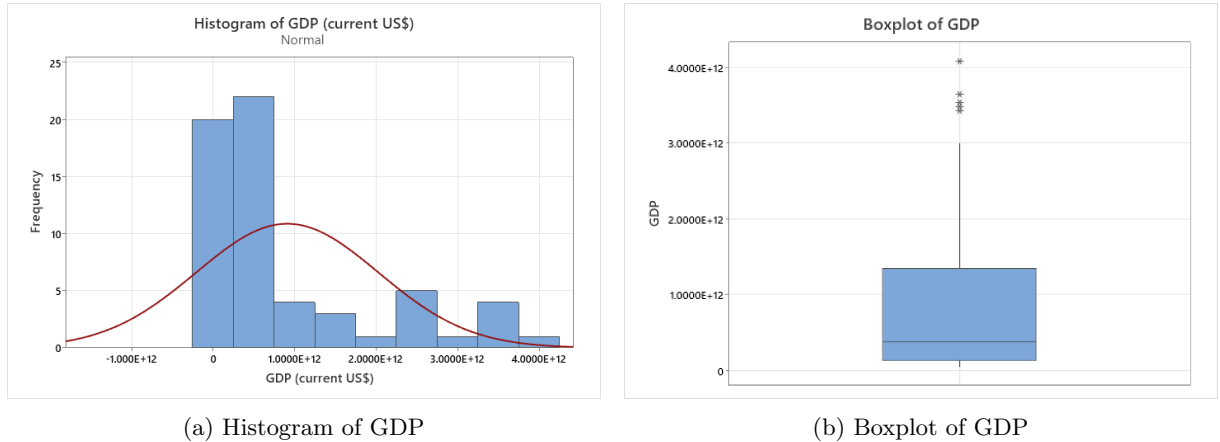 Histogram of GDP (current US$)
Normal
25
20
15
10
5
0
Frequency
-1.000E+12
0
1.0000E+12
2.0000E+12
3.0000E+12
4.0000E+12
GDP (current US$)
(a) Histogram of GDP
Boxplot of GDP
4.0000E+12
3.0000E+12
2.0000E+12
1.0000E+12
0
GDP
(b) Boxplot of GDP